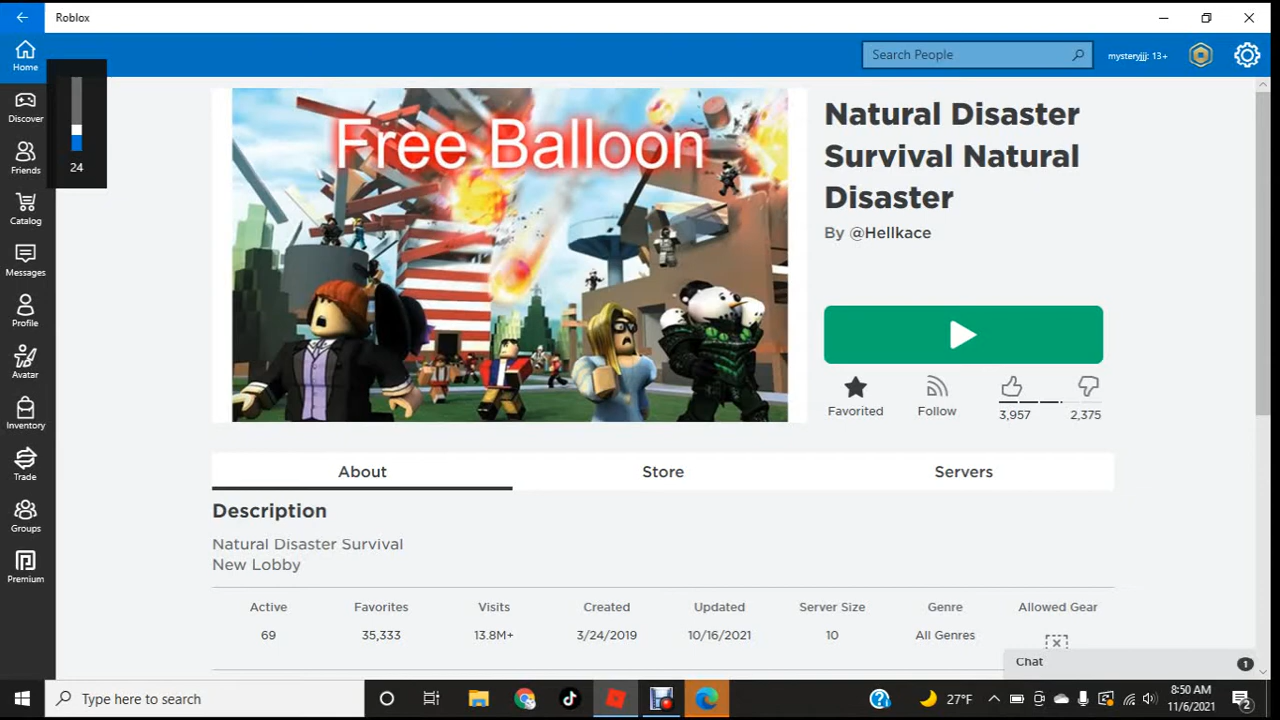 Roblox
Home
Search People
mysteryjjj: 13+
24
Discover
Friends
Catalog
Messages
Profile
Avatar
Inventory
Trade
Groups
Premium
Free Balloon
Natural Disaster
Survival Natural
Disaster
By @Hellkace
Favorited
Follow
3,957
2,375
About
Store
Servers
Description
Natural Disaster Survival
New Lobby
Active
Favorites
Visits
Created
Updated
Server Size
Genre
Allowed Gear
69
35,333
13.8M+
3/24/2019
10/16/2021
10
All Genres
Chat
1
Type here to search
27°F
8:50 AM
11/6/2021
2